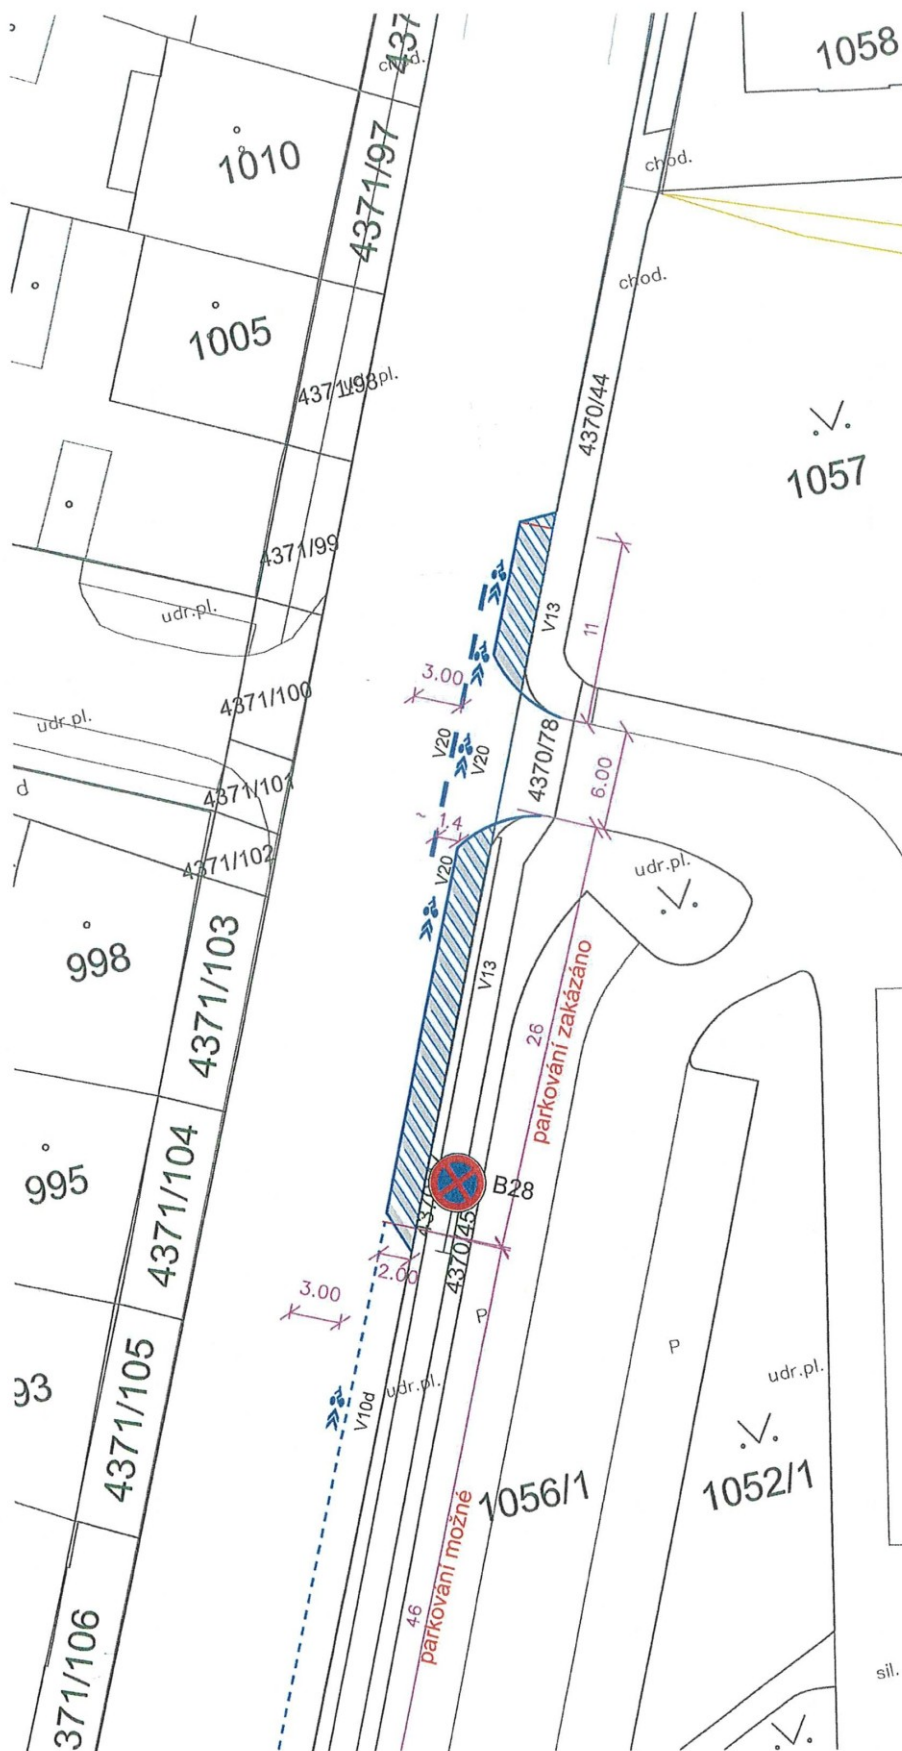 1058
437
chod.
1010
4371/97
chod.
chod.
1005
4371/98
pl.
4370/44
1057
4371/99
udr.pl.
V13
11
3.00
4371/100
udr.pl.
V20
V20
4370/78
6.00
d
4371/101
~ 1.4
4371/102
V20
udr.pl.
998
4371/103
V13
26
parkování zakázáno
995
4371/104
B28
4370/45
2.00
3.00
P
P
93
4371/105
udr.pl.
V10d
udr.pl.
1056/1
1052/1
46
parkování možné
371/106
sil.